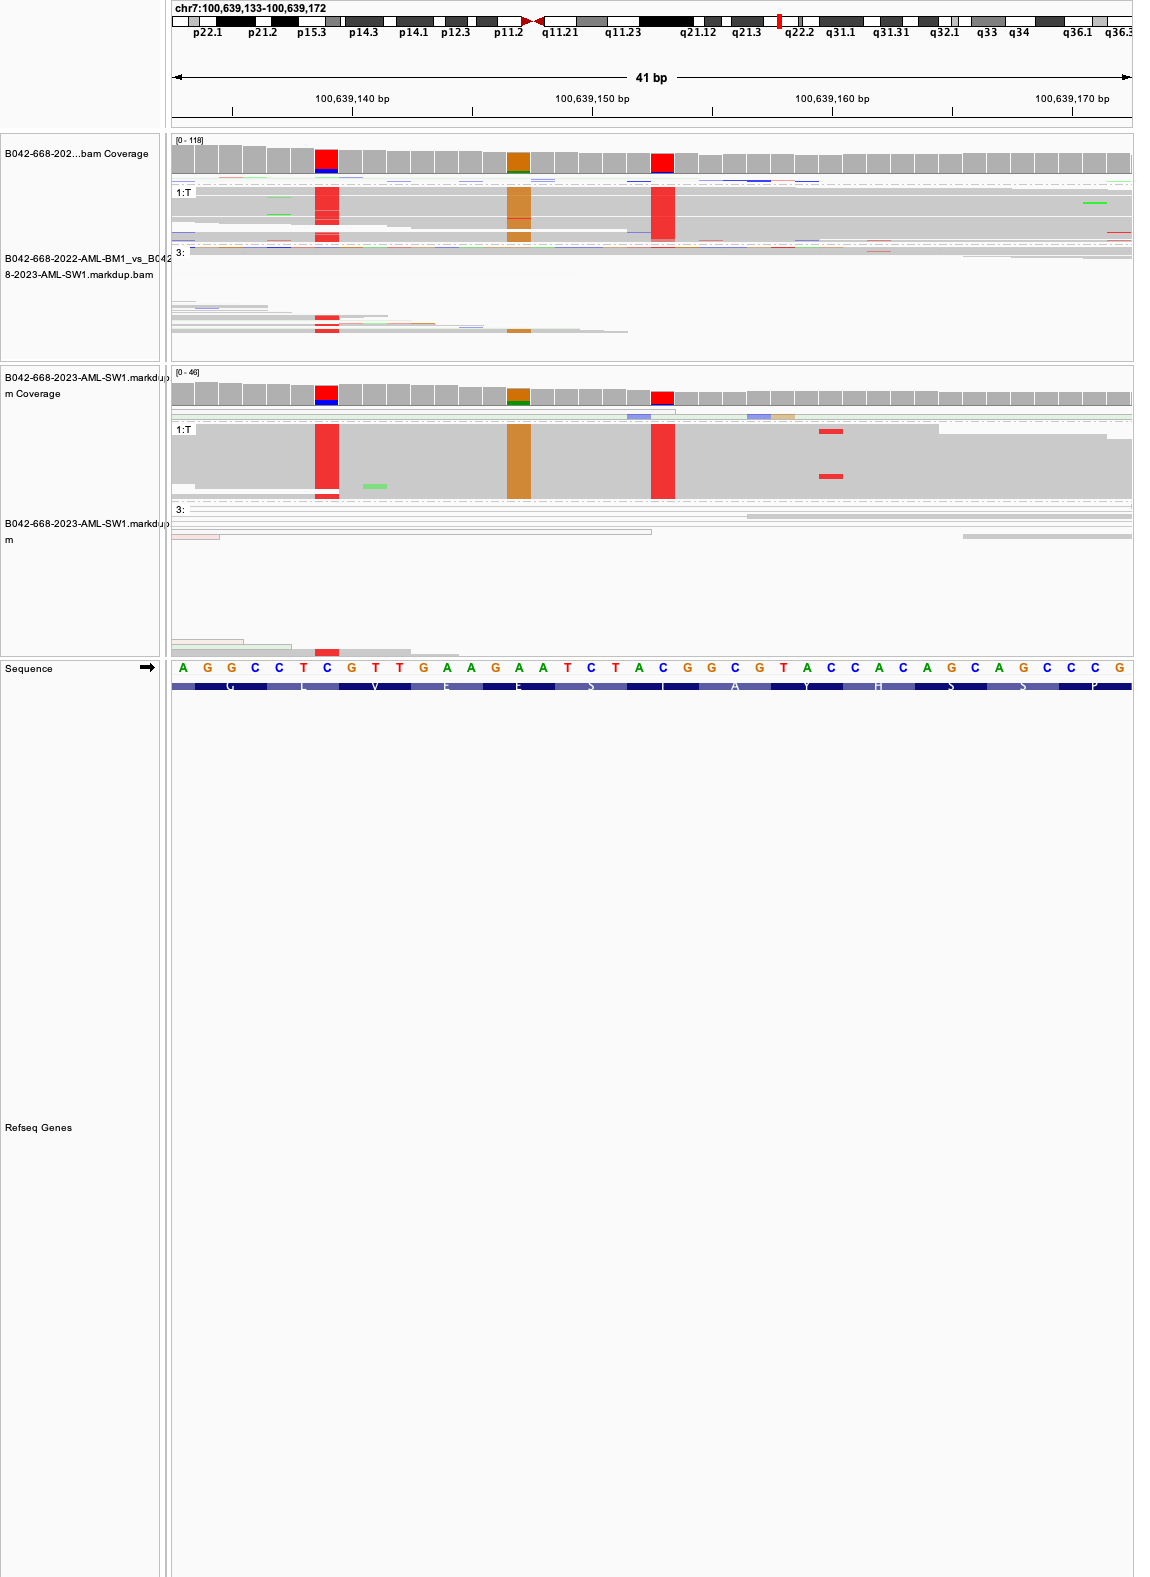 chr7:100,639,133-100,639,172
p22.1 p21.2 p15.3 p14.3 p14.1 p12.3 p11.2 q11.21 q11.23 q21.12 q21.3 q22.2 q31.1 q31.31 q32.1 q33 q34 q36.1 q36.3
41 bp
100,639,140 bp 100,639,150 bp 100,639,160 bp 100,639,170 bp
[0 - 118]
B042-668-202...bam Coverage
1:T
3:
B042-668-2022-AML-BM1_vs_B042
8-2023-AML-SW1.markdup.bam
[0 - 46]
B042-668-2023-AML-SW1.markdup
m Coverage
1:T
3:
B042-668-2023-AML-SW1.markdup
m
Sequence A G G C C T C G T T G A A G A A T C T A C G G C G T A C C A C A G C A G C C C G
G L V E E S T A Y H S S P
Refseq Genes